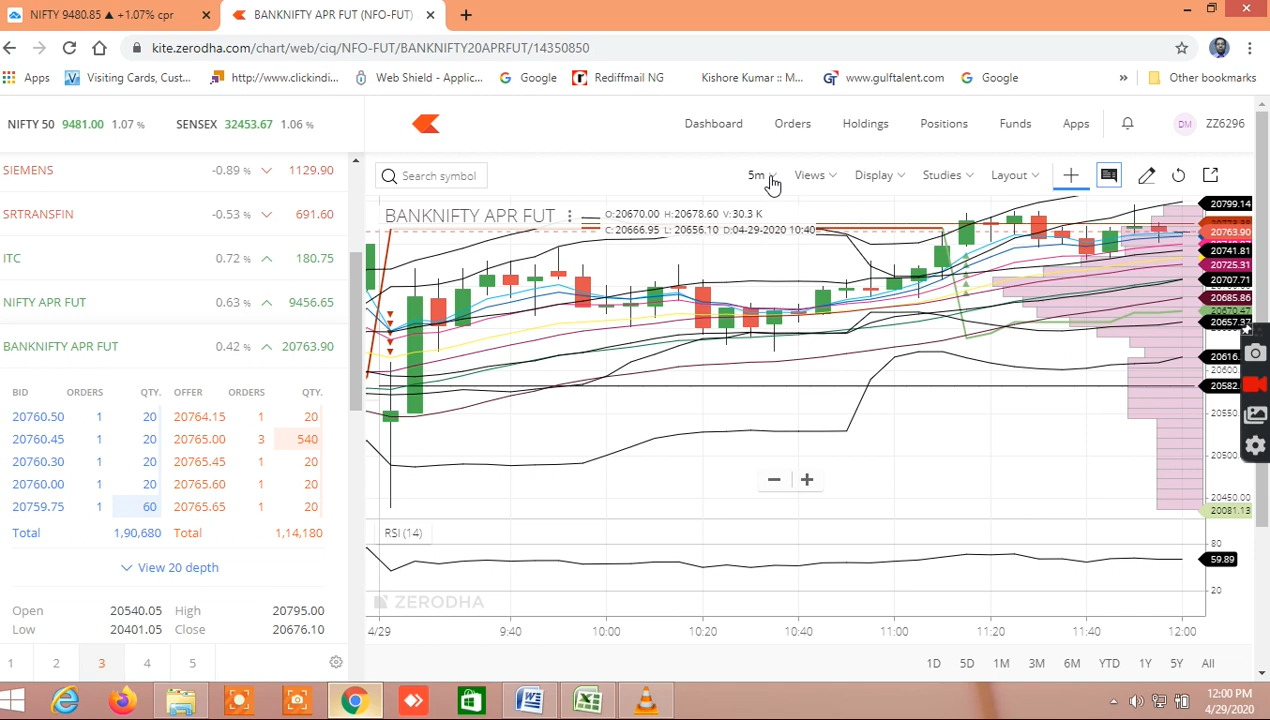 NIFTY 9480.85 ▲ +1.07% cpr
BANKNIFTY APR FUT (NFO-FUT)
kite.zerodha.com/chart/web/ciq/NFO-FUT/BANKNIFTY20APRFUT/14350850
Apps Visiting Cards, Cust... http://www.clickindi... Web Shield - Applic... Google Rediffmail NG Kishore Kumar :: M... www.gulftalent.com Google » Other bookmarks
NIFTY 50 9481.00 1.07 % SENSEX 32453.67 1.06 %
Dashboard Orders Holdings Positions Funds Apps DM ZZ6296
SIEMENS -0.89 % 1129.90
SRTRANSFIN -0.53 % 691.60
ITC 0.72 % 180.75
NIFTY APR FUT 0.63 % 9456.65
BANKNIFTY APR FUT 0.42 % 20763.90
BID ORDERS QTY. OFFER ORDERS QTY.
20760.50 1 20 20764.15 1 20
20760.45 1 20 20765.00 3 540
20760.30 1 20 20765.45 1 20
20760.00 1 20 20765.60 1 20
20759.75 1 60 20765.65 1 20
Total 1,90,680 Total 1,14,180
View 20 depth
Open 20540.05 High 20795.00
Low 20401.05 Close 20676.10
1 2 3 4 5
Search symbol 5m Views Display Studies Layout
BANKNIFTY APR FUT
O:20670.00 H:20678.60 V:30.3 K
C:20666.95 L:20656.10 D:04-29-2020 10:40
20799.14
20763.90
20741.81
20725.31
20707.71
20685.86
20670.47
20657.37
20616.
20600
20582.
20550
20500.
20450.00
20081.13
RSI (14)
80
59.89
20
ZERODHA
4/29 9:40 10:00 10:20 10:40 11:00 11:20 11:40 12:00
1D 5D 1M 3M 6M YTD 1Y 5Y All
12:00 PM
4/29/2020